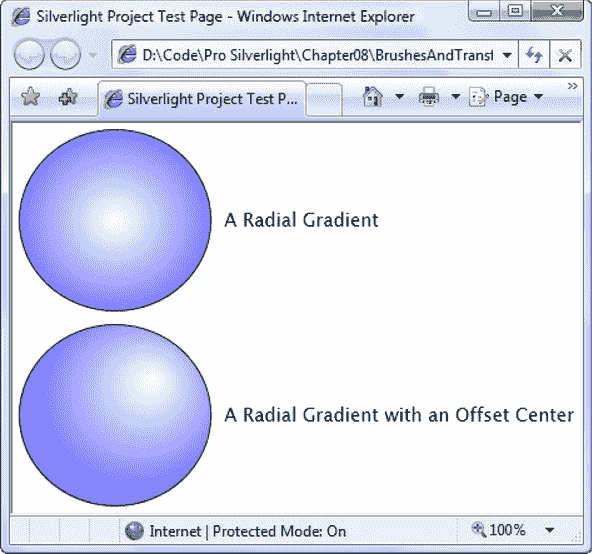 Silverlight Project Test Page - Windows Internet Explorer
D:\Code\Pro Silverlight\Chapter08\BrushesAndTransf
Silverlight Project Test P...
Page
»
A Radial Gradient
A Radial Gradient with an Offset Center
Internet | Protected Mode: On
100%